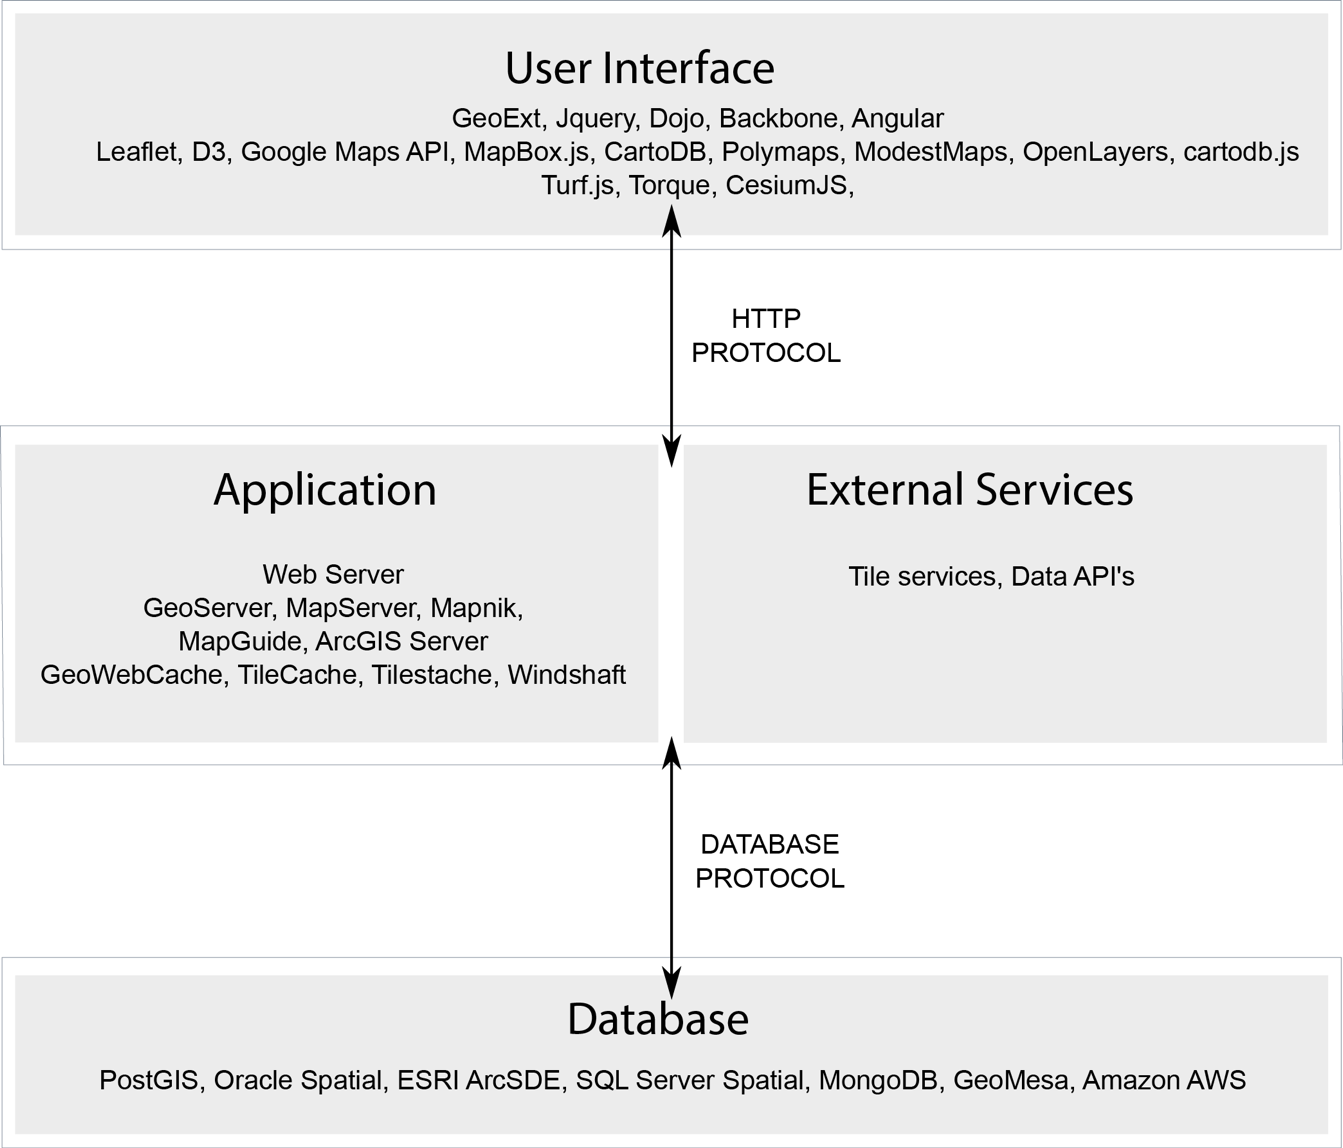 User Interface
GeoExt, Jquery, Dojo, Backbone, Angular
Leaflet, D3, Google Maps API, MapBox.js, CartoDB, Polymaps, ModestMaps, OpenLayers, cartodb.js
Turf.js, Torque, CesiumJS,
HTTP
PROTOCOL
Application
Web Server
GeoServer, MapServer, Mapnik,
MapGuide, ArcGIS Server
GeoWebCache, TileCache, Tilestache, Windshaft
External Services
Tile services, Data API's
DATABASE
PROTOCOL
Database
PostGIS, Oracle Spatial, ESRI ArcSDE, SQL Server Spatial, MongoDB, GeoMesa, Amazon AWS